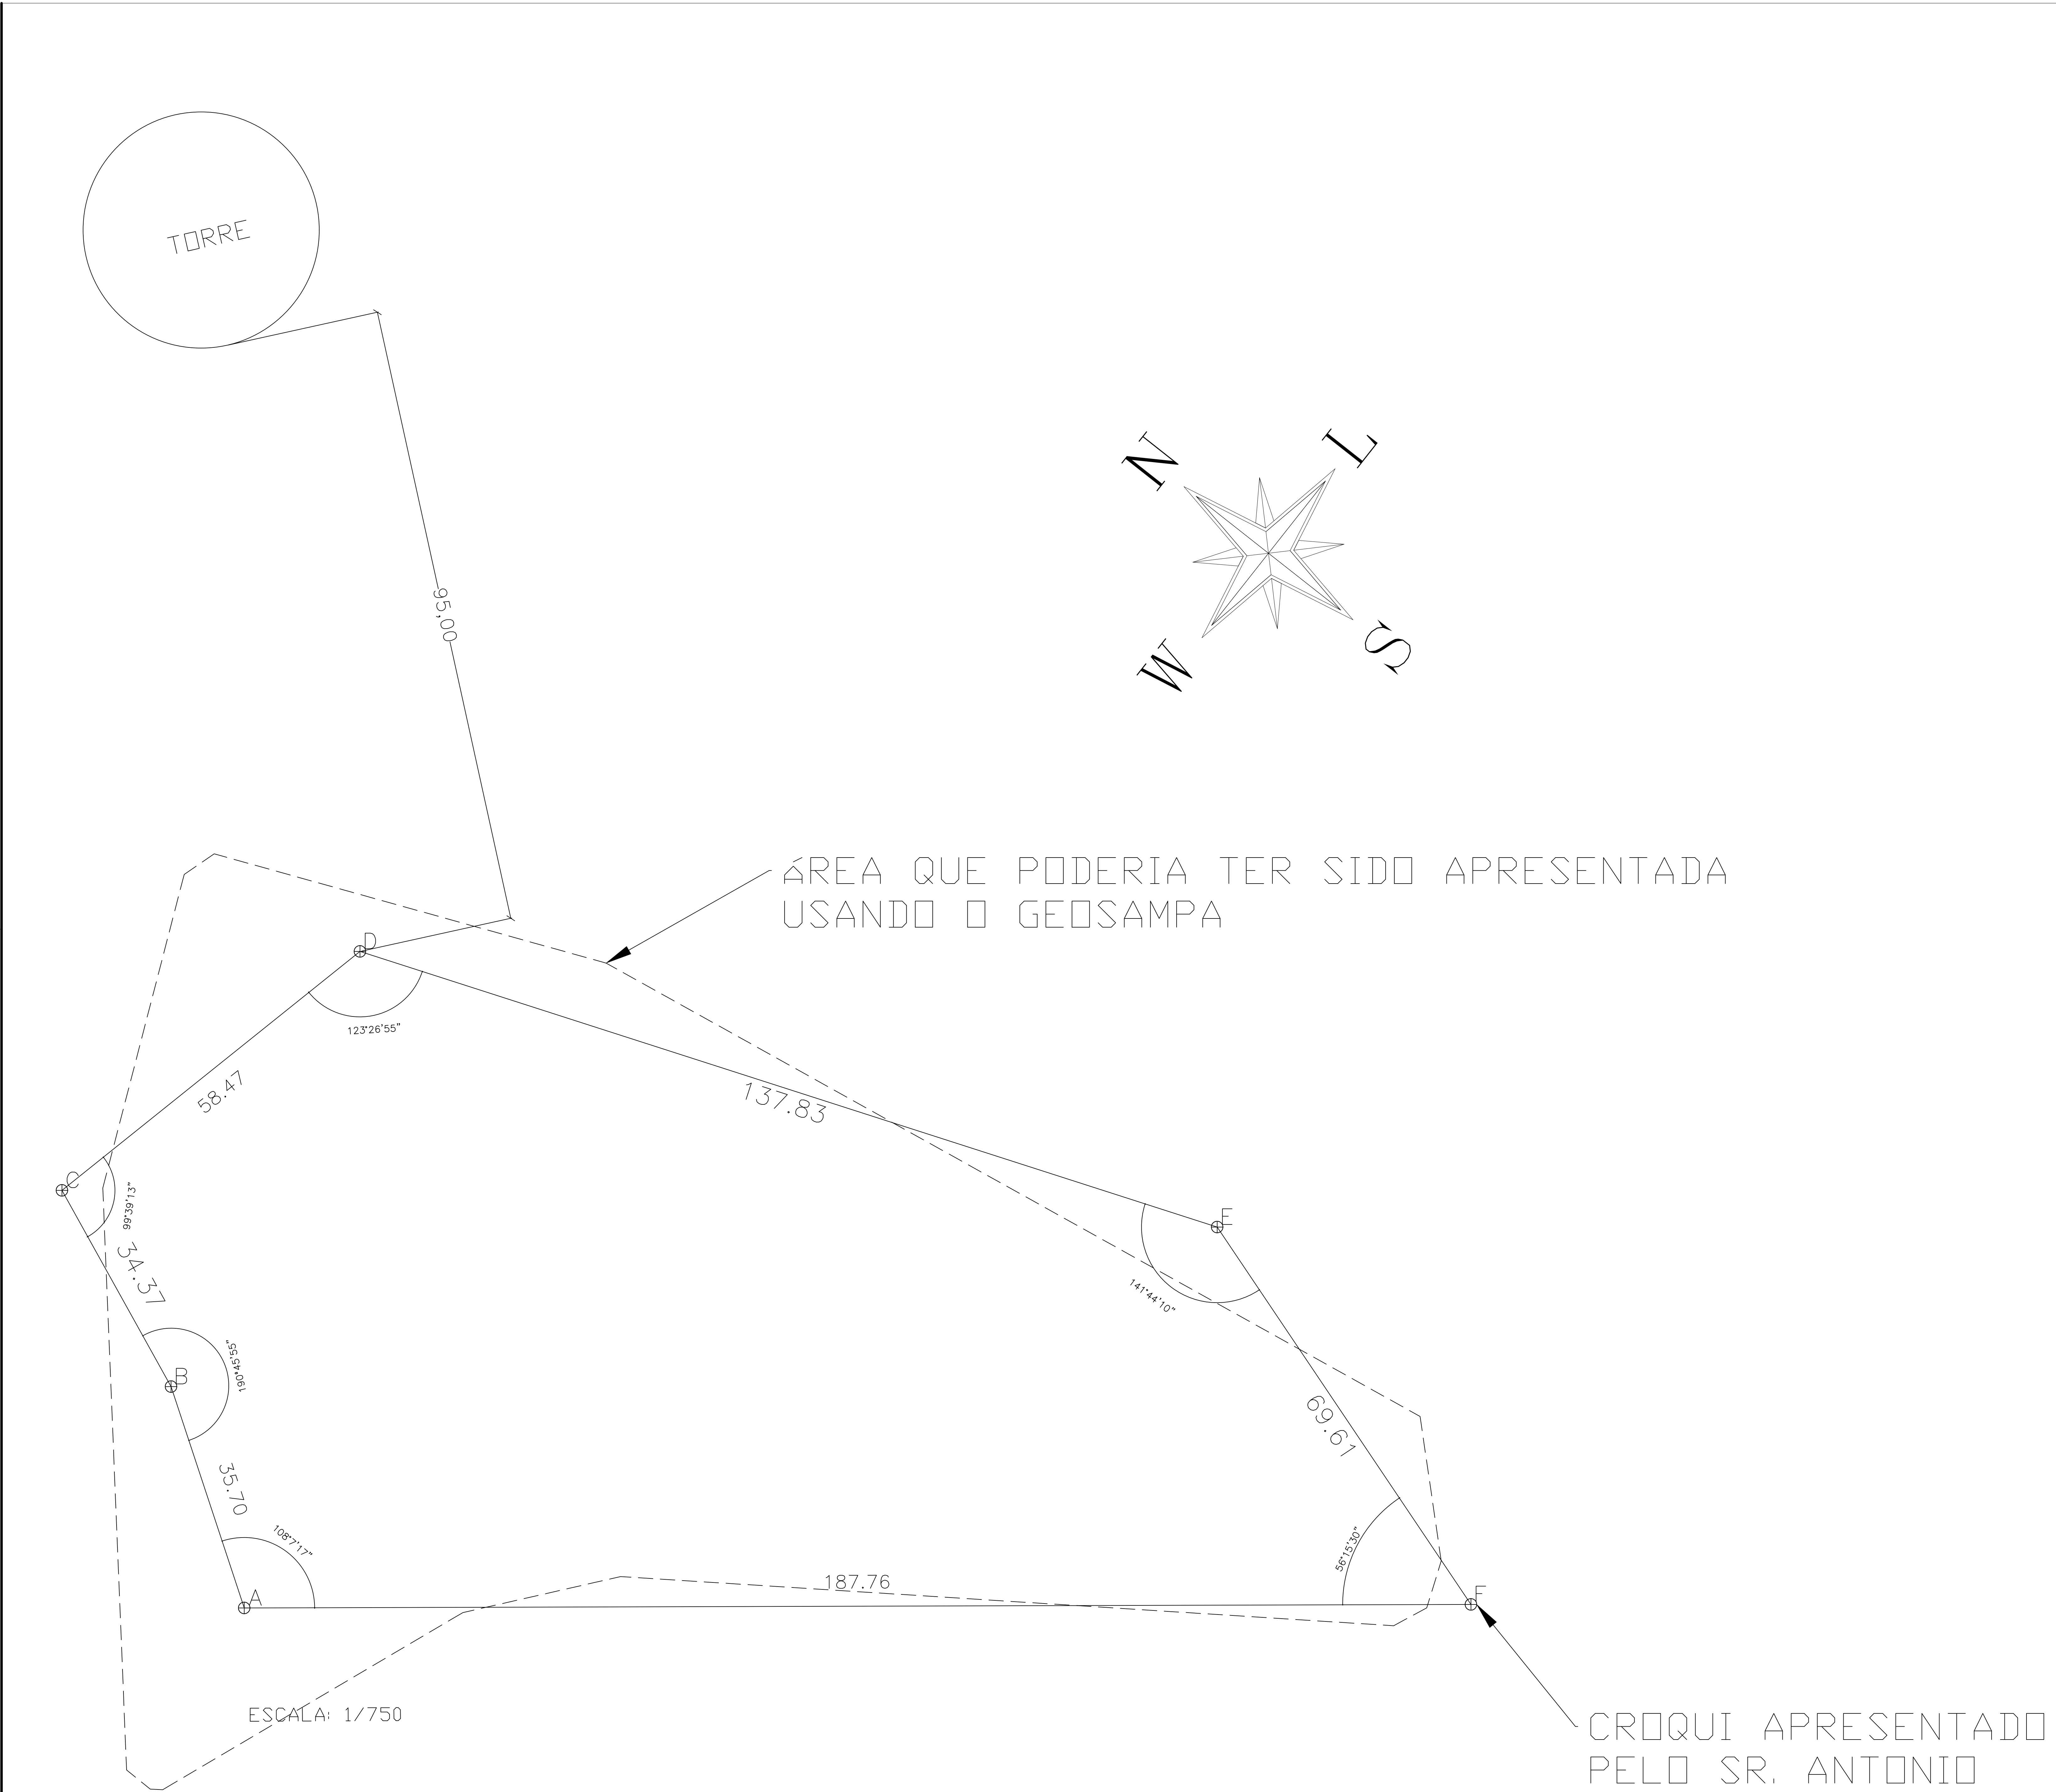 TORRE
95,00
N
L
W
S
ÁREA QUE PODERIA TER SIDO APRESENTADA
USANDO O GEOSAMPA
D
123°26'55"
58.47
137.83
C
99°39'13"
34.37
E
141°44'10"
B
190°45'55"
69.61
35.70
108°7'17"
56°15'30"
A
187.76
F
ESCALA: 1/750
CROQUI APRESENTADO
PELO SR. ANTONIO